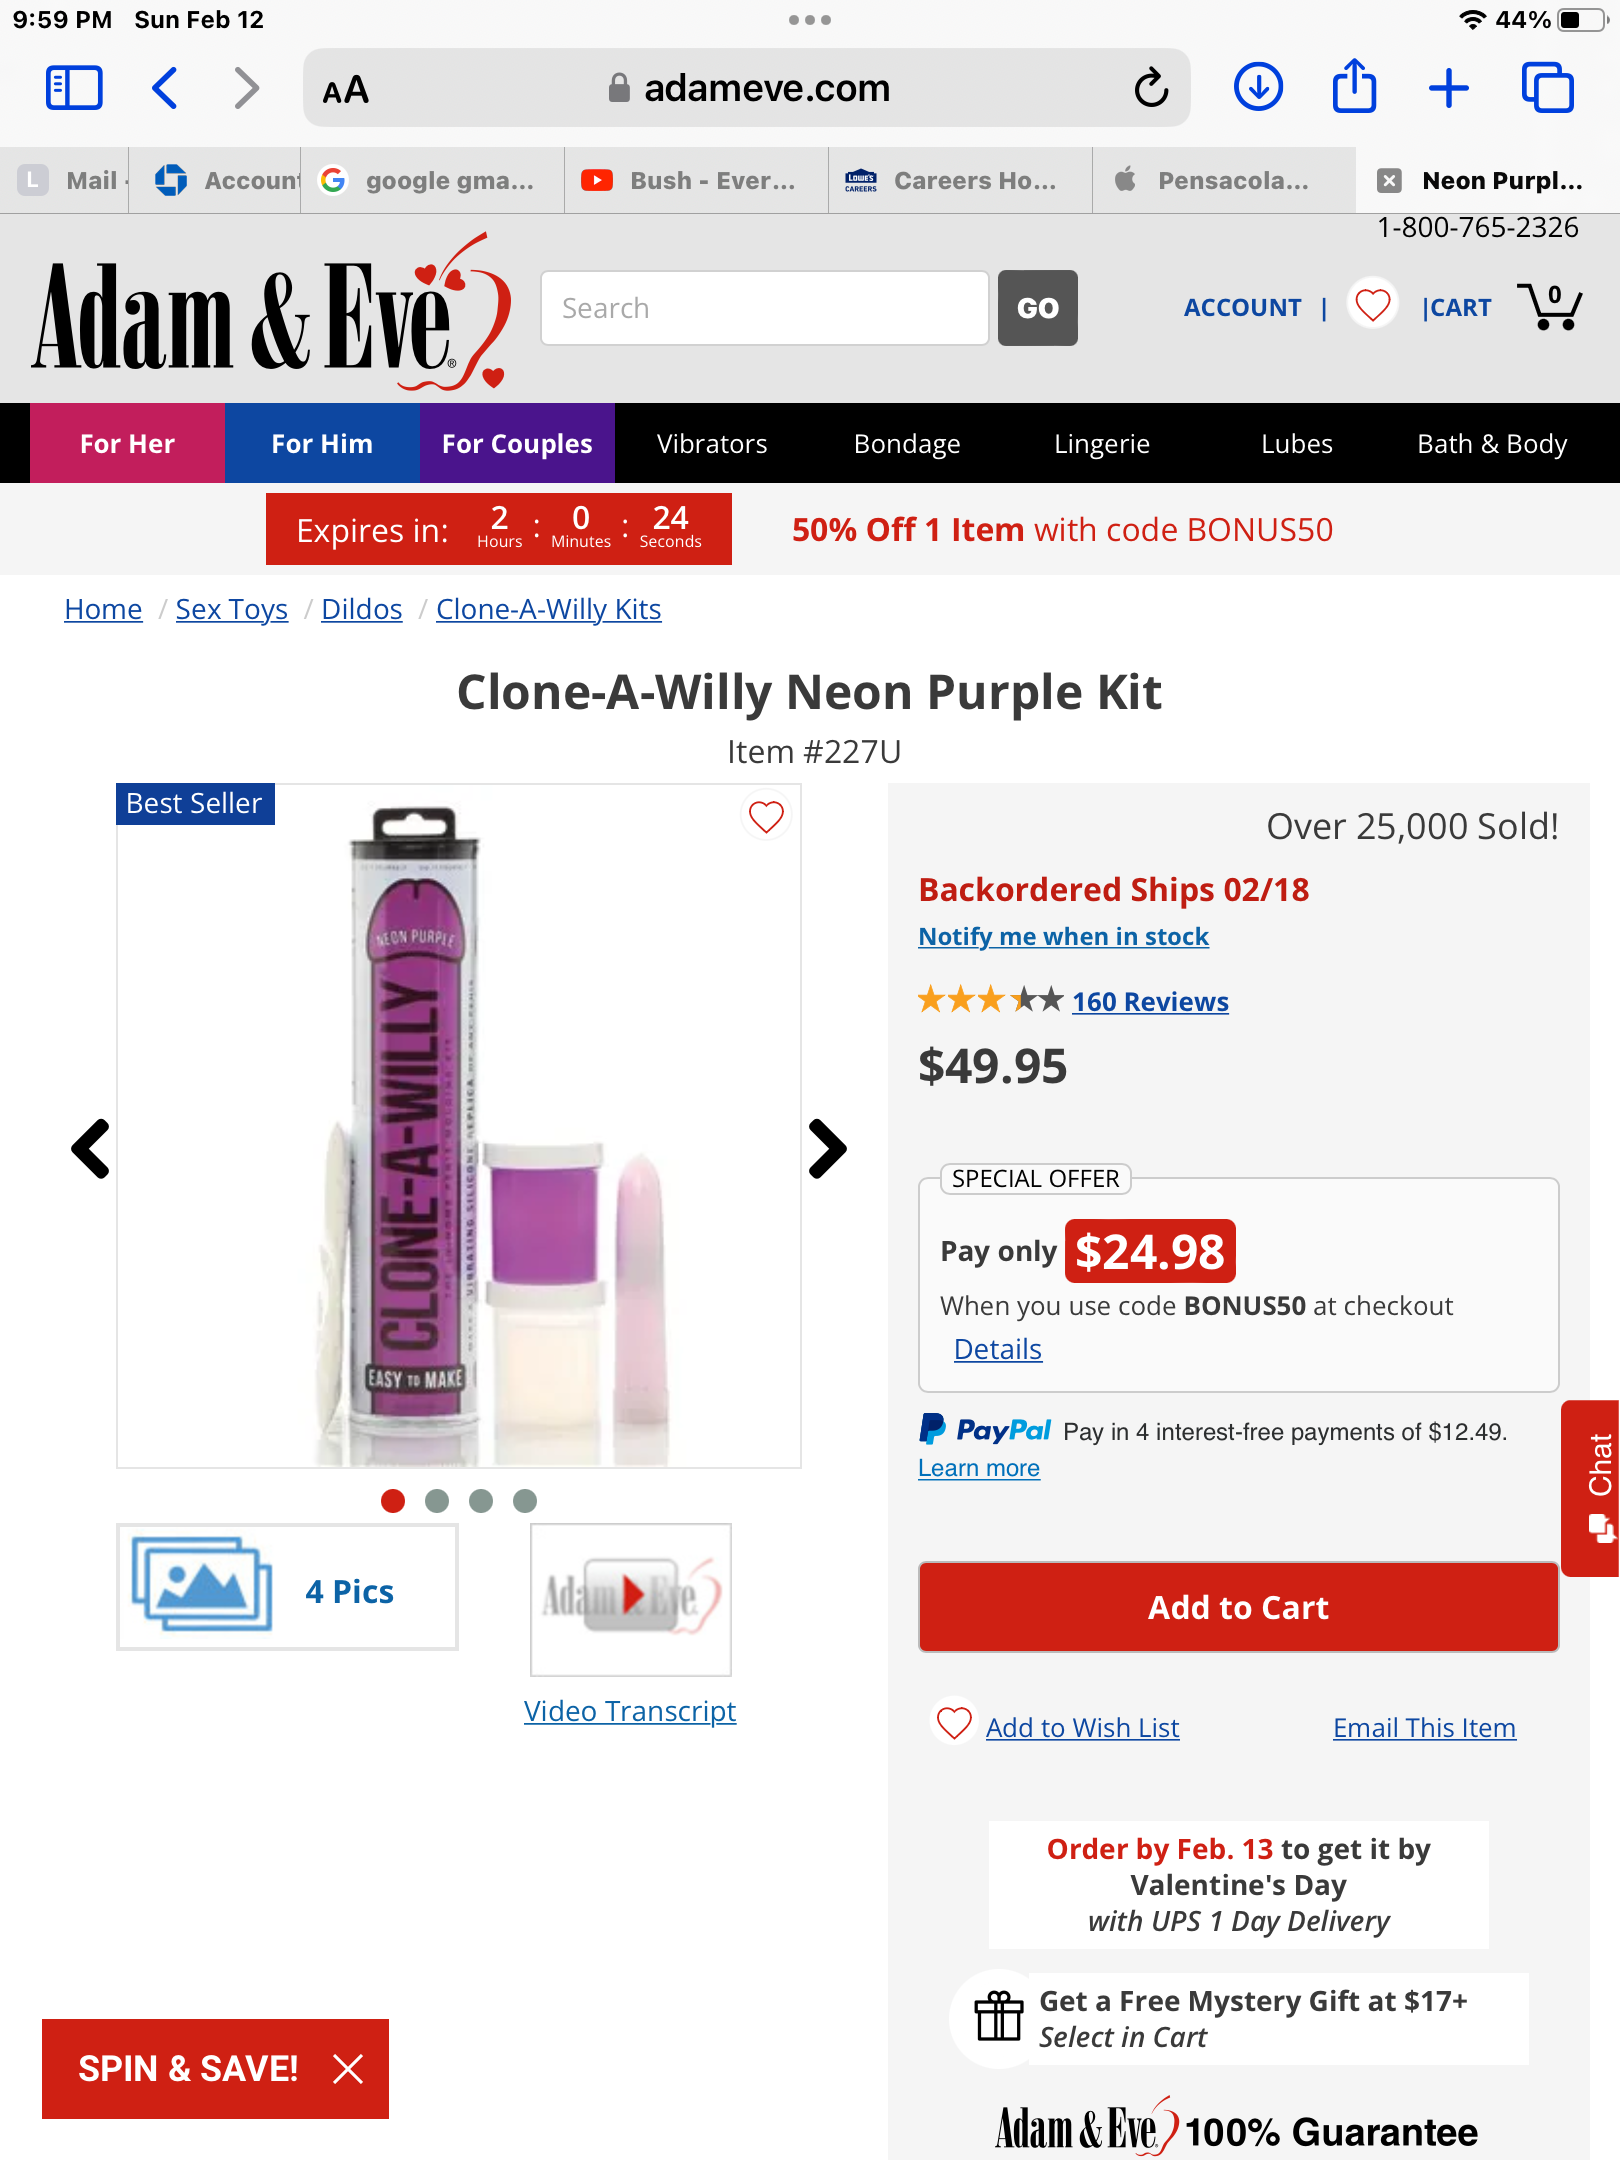 9:59 PM Sun Feb 12
44%
AA
adameve.com
L Mail
Account
google gma...
Bush - Ever...
LOWE'S CAREERS
Careers Ho...
Pensacola...
Neon Purpl...
1-800-765-2326
Adam & Eve®
Search
GO
ACCOUNT | |CART 0
For Her
For Him
For Couples
Vibrators
Bondage
Lingerie
Lubes
Bath & Body
Expires in: 2 : 0 : 24
Hours Minutes Seconds
50% Off 1 Item with code BONUS50
Home / Sex Toys / Dildos / Clone-A-Willy Kits
Clone-A-Willy Neon Purple Kit
Item #227U
Best Seller
NEON PURPLE
CLONE-A-WILLY
EASY TO MAKE
4 Pics
Adam & Eve
Video Transcript
Over 25,000 Sold!
Backordered Ships 02/18
Notify me when in stock
160 Reviews
$49.95
SPECIAL OFFER
Pay only $24.98
When you use code BONUS50 at checkout
Details
PayPal Pay in 4 interest-free payments of $12.49.
Learn more
Chat
Add to Cart
Add to Wish List
Email This Item
Order by Feb. 13 to get it by
Valentine's Day
with UPS 1 Day Delivery
Get a Free Mystery Gift at $17+
Select in Cart
SPIN & SAVE!
Adam & Eve 100% Guarantee